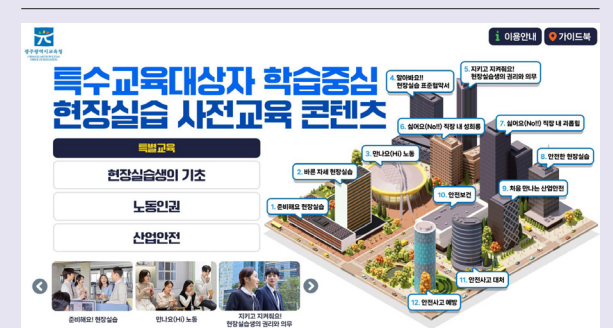 광주광역시교육청
이용안내
가이드북
특수교육대상자 학습중심
현장실습 사전교육 콘텐츠
특별교육
현장실습생의 기초
노동인권
산업안전
1. 준비해요 현장실습
2. 바른 자세 현장실습
3. 만나요(Hi) 노동
4. 알아봐요!!
현장실습 표준협약서
5. 지키고 지켜줘요!
현장실습생의 권리와 의무
6. 싫어요(No!!) 직장 내 성희롱
7. 싫어요(No!!) 직장 내 괴롭힘
8. 안전한 현장실습
9. 처음 만나는 산업안전
10. 안전보건
11. 안전사고 대처
12. 안전사고 예방
준비해요! 현장실습
만나요(Hi) 노동
지키고 지켜줘요!
현장실습생의 권리와 의무